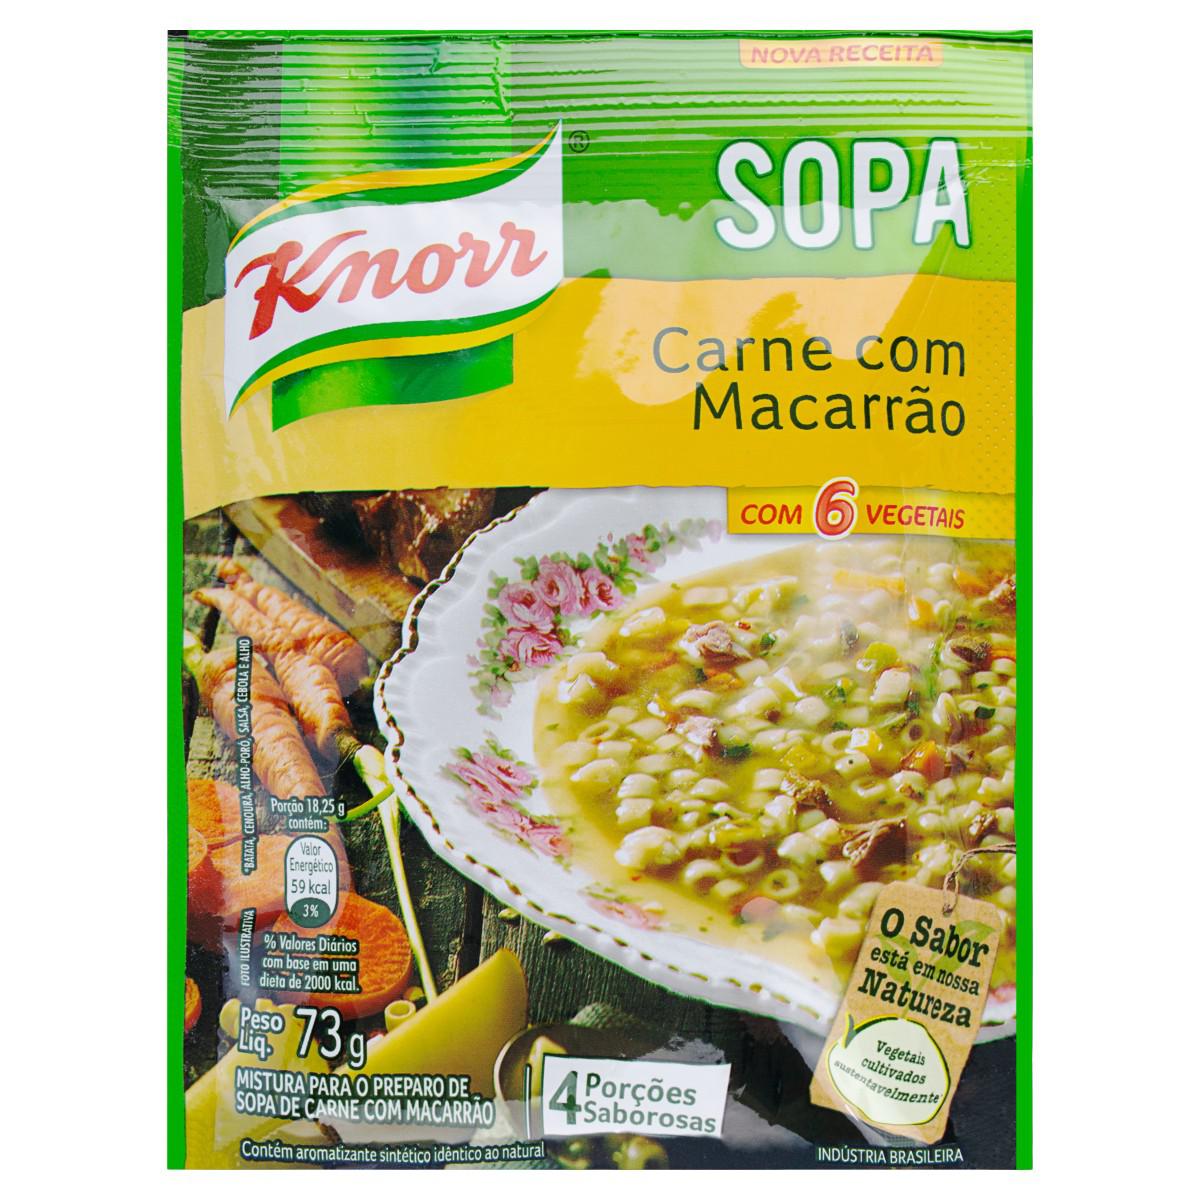 NOVA RECEITA
Knorr®
SOPA
Carne com
Macarrão
COM 6 VEGETAIS
*BATATA, CENOURA, ALHO-PORÓ, SALSA, CEBOLA E ALHO
FOTO ILUSTRATIVA
Porção 18,25 g
contém:
Valor
Energético
59 kcal
3%
% Valores Diários
com base em uma
dieta de 2000 kcal.
Peso
Líq. 73 g
MISTURA PARA O PREPARO DE
SOPA DE CARNE COM MACARRÃO
4 Porções
Saborosas
Contém aromatizante sintético idêntico ao natural
O Sabor
está em nossa
Natureza
Vegetais
cultivados
sustentavelmente*
INDÚSTRIA BRASILEIRA